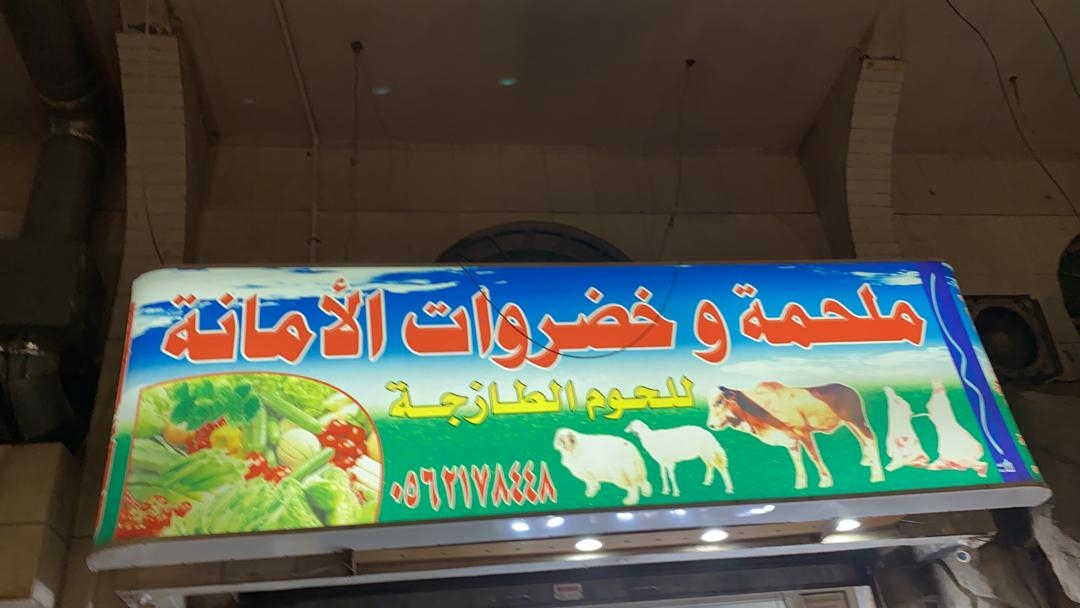 ملحمة و خضروات الأمانة
للحوم الطازجة
٠٥٦٢١٧٨٤٤٨